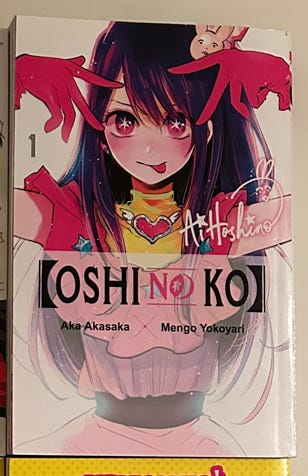 1
Ai Hoshino
【OSHI NO KO】
Aka Akasaka × Mengo Yokoyari